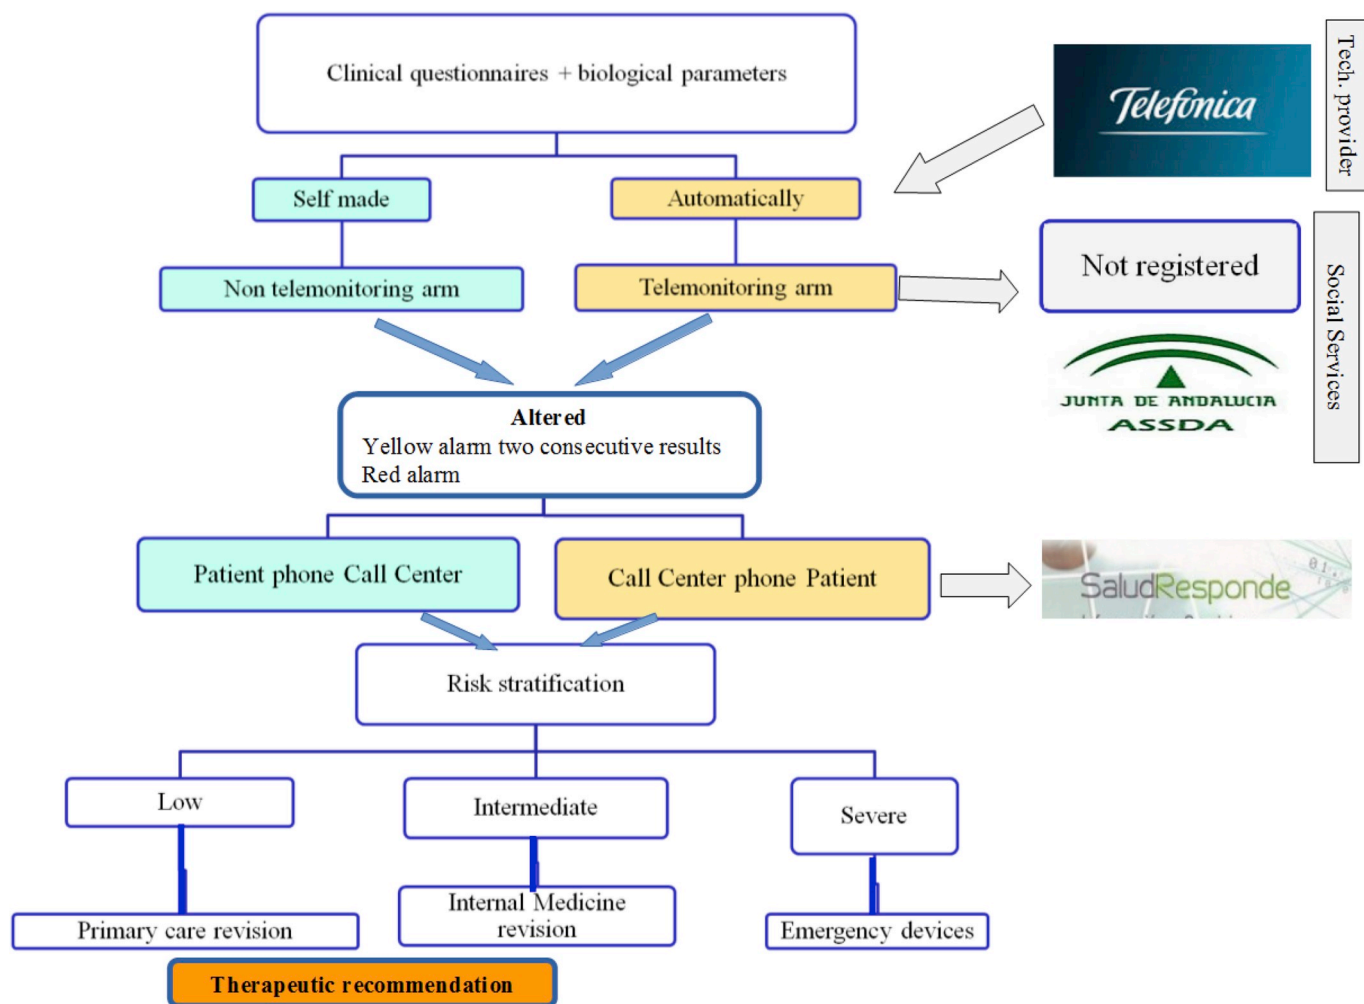 Clinical questionnaires + biological parameters
Telefónica
Tech. provider
Self made
Automatically
Non telemonitoring arm
Telemonitoring arm
Not registered
Social Services
JUNTA DE ANDALUCIA
ASSDA
Altered
Yellow alarm two consecutive results
Red alarm
Patient phone Call Center
Call Center phone Patient
SaludResponde
Risk stratification
Low
Intermediate
Severe
Primary care revision
Internal Medicine
revision
Emergency devices
Therapeutic recommendation